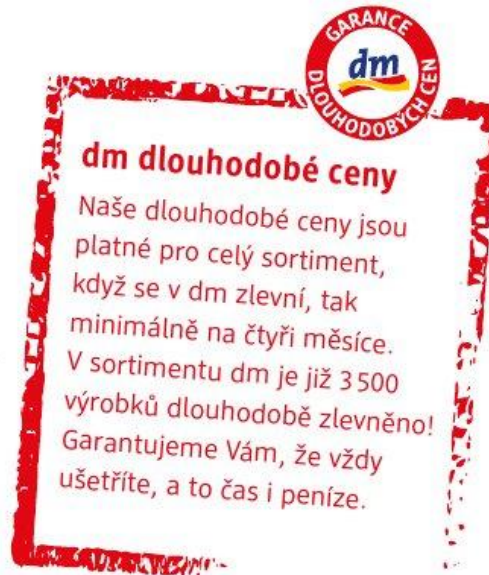 GARANCE
dm
DLOUHODOBÝCH CEN
dm dlouhodobé ceny
Naše dlouhodobé ceny jsou
platné pro celý sortiment,
když se v dm zlevní, tak
minimálně na čtyři měsíce.
V sortimentu dm je již 3500
výrobků dlouhodobě zlevněno!
Garantujeme Vám, že vždy
ušetříte, a to čas i peníze.